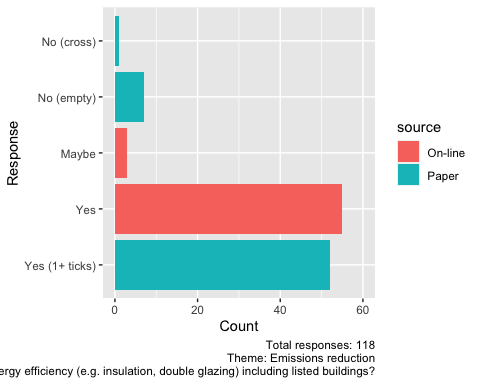 No (cross)
No (empty)
Maybe
Yes
Yes (1+ ticks)
Response
0
20
40
60
Count
source
On-line
Paper
Total responses: 118
Theme: Emissions reduction
efficiency (e.g. insulation, double glazing) including listed buildings?